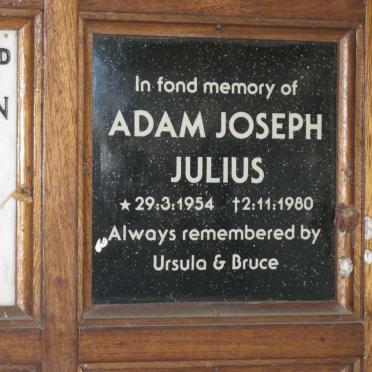 In fond memory of
ADAM JOSEPH
JULIUS
★ 29:3:1954 †2:11:1980
Always remembered by
Ursula & Bruce
D
N